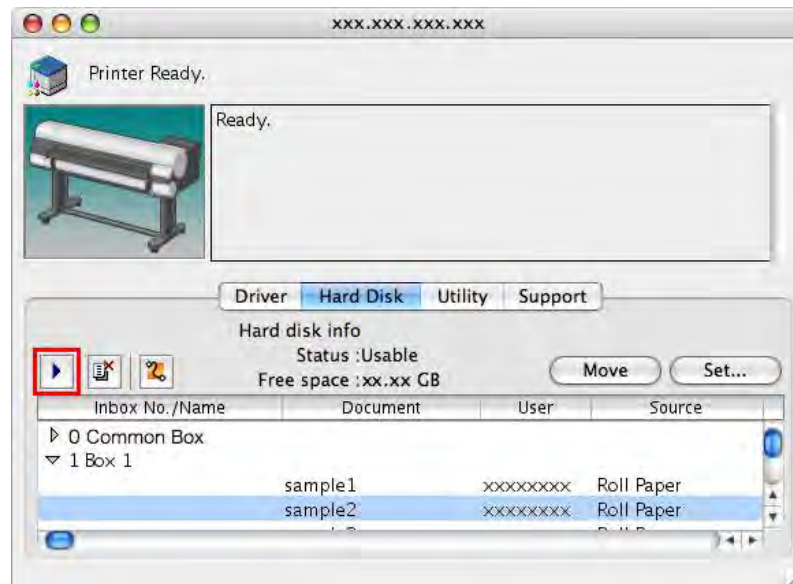 xxx.xxx.xxx.xxx
Printer Ready.
Ready.
Driver Hard Disk Utility Support
Hard disk info
Status :Usable
Free space :xx.xx GB
Move Set...
Inbox No./Name Document User Source
0 Common Box
1 Box 1
sample1 xxxxxxxx Roll Paper
sample2 xxxxxxxx Roll Paper